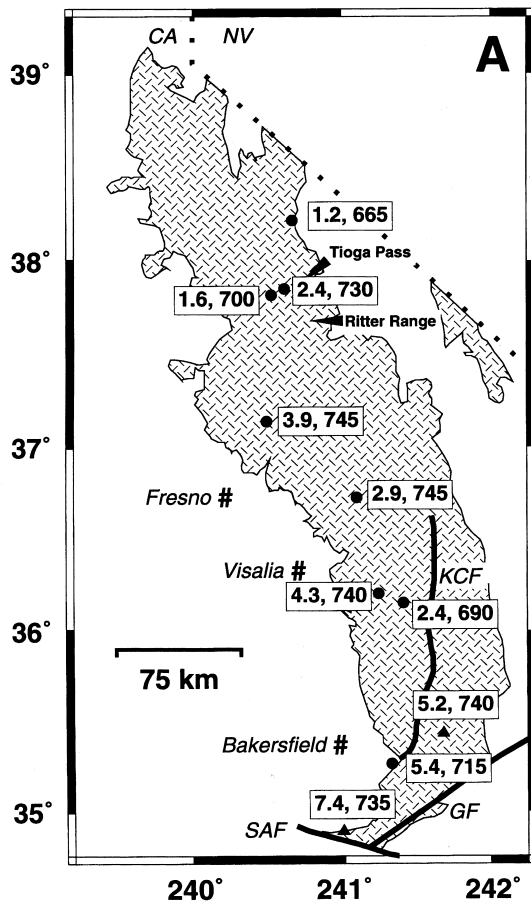 CA NV
A
39°
1.2, 665
38°
Tioga Pass
2.4, 730
1.6, 700
Ritter Range
3.9, 745
37°
Fresno #
2.9, 745
Visalia #
KCF
4.3, 740
2.4, 690
36°
75 km
5.2, 740
Bakersfield #
5.4, 715
7.4, 735
35°
SAF
GF
240° 241° 242°